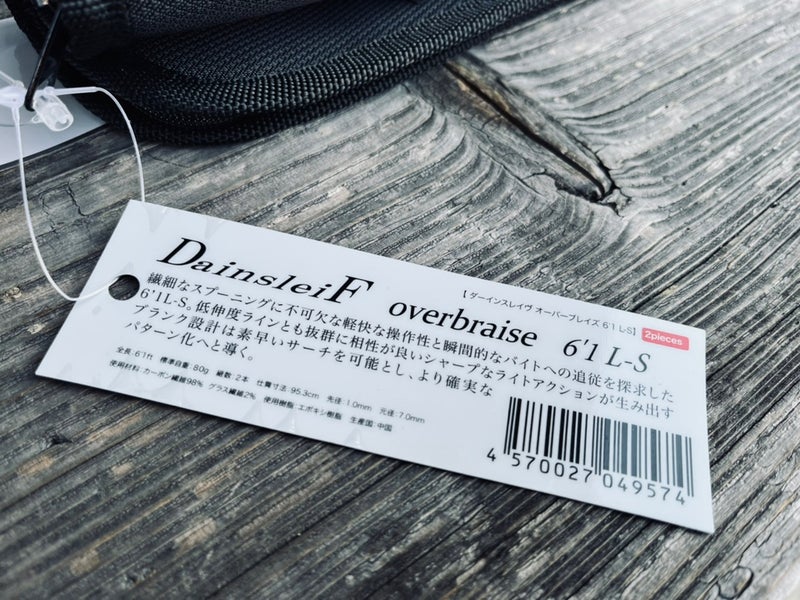 DainsleiF overbraise 6'1 L-S
【ダーインスレイヴ オーバーブレイズ 6'1 L-S】 2pieces
繊細なスプーニングに不可欠な軽快な操作性と瞬間的なバイトへの追従を探求した
6'1L-S。低伸度ラインとも抜群に相性が良いシャープなライトアクションが生み出す
ブランク設計は素早いサーチを可能とし、より確実な
パターン化へと導く。
全長:6'1ft 標準自重:80g 継数:2本 仕舞寸法:95.3cm 先径:1.0mm 元径:7.0mm
使用材料:カーボン繊維98% グラス繊維2% 使用樹脂:エポキシ樹脂 生産国:中国
4 570027 049574